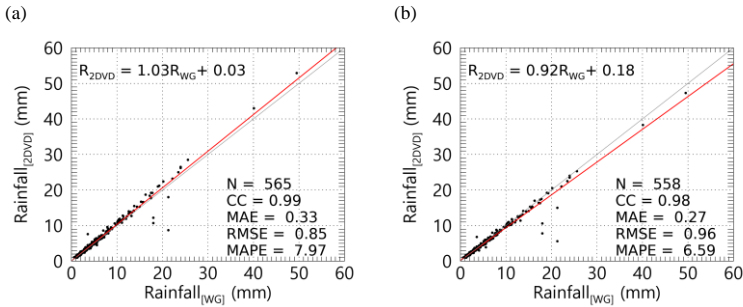 (a)
(b)
60
50
40
30
20
10
0
Rainfall[2DVD] (mm)
R2DVD = 1.03RWG + 0.03
N = 565
CC = 0.99
MAE = 0.33
RMSE = 0.85
MAPE = 7.97
0 10 20 30 40 50 60
Rainfall[WG] (mm)
60
50
40
30
20
10
0
Rainfall[2DVD] (mm)
R2DVD = 0.92RWG + 0.18
N = 558
CC = 0.98
MAE = 0.27
RMSE = 0.96
MAPE = 6.59
0 10 20 30 40 50 60
Rainfall[WG] (mm)